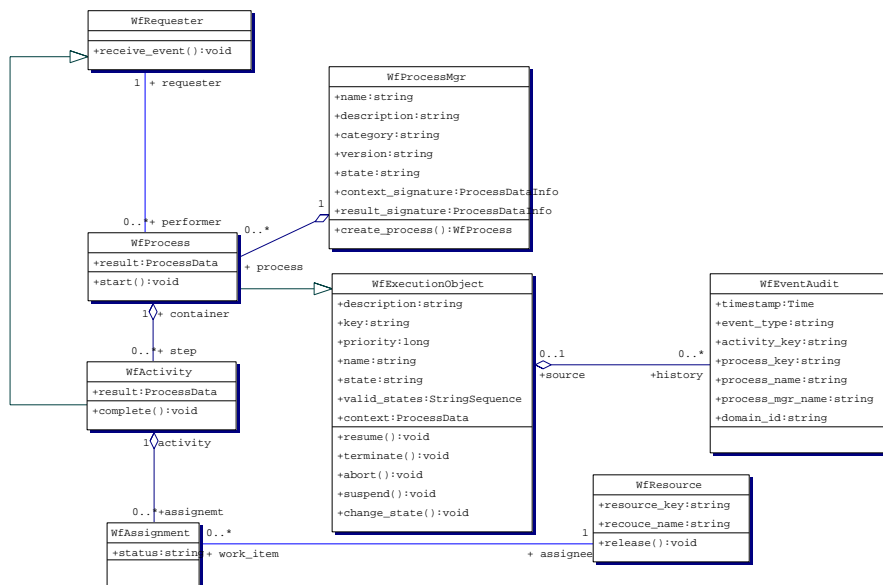 WfRequester
+receive_event():void
1 + requester
0..*+ performer
WfProcessMgr
+name:string
+description:string
+category:string
+version:string
+state:string
+context_signature:ProcessDataInfo
+result_signature:ProcessDataInfo
+create_process():WfProcess
1
0..*
+ process
WfProcess
+result:ProcessData
+start():void
1 + container
0..*+ step
WfActivity
+result:ProcessData
+complete():void
1 activity
0..*+assignemt
WfAssignment
+status:string
WfExecutionObject
+description:string
+key:string
+priority:long
+name:string
+state:string
+valid_states:StringSequence
+context:ProcessData
+resume():void
+terminate():void
+abort():void
+suspend():void
+change_state():void
0..1
+source
0..*
+history
WfEventAudit
+timestamp:Time
+event_type:string
+activity_key:string
+process_key:string
+process_name:string
+process_mgr_name:string
+domain_id:string
WfResource
+resource_key:string
+recouce_name:string
+release():void
0..*
+ work_item
1
+ assignee